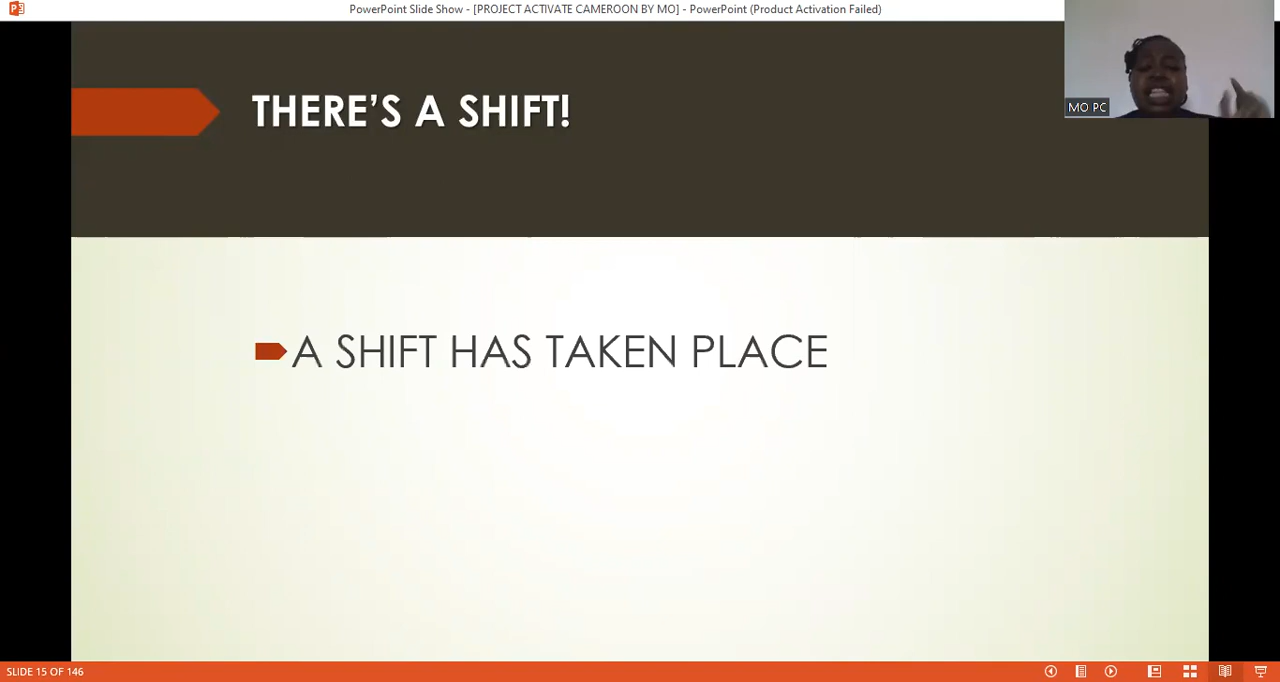 PowerPoint Slide Show - [PROJECT ACTIVATE CAMEROON BY MO] - PowerPoint (Product Activation Failed)
MO PC
THERE’S A SHIFT!
A SHIFT HAS TAKEN PLACE
SLIDE 15 OF 146